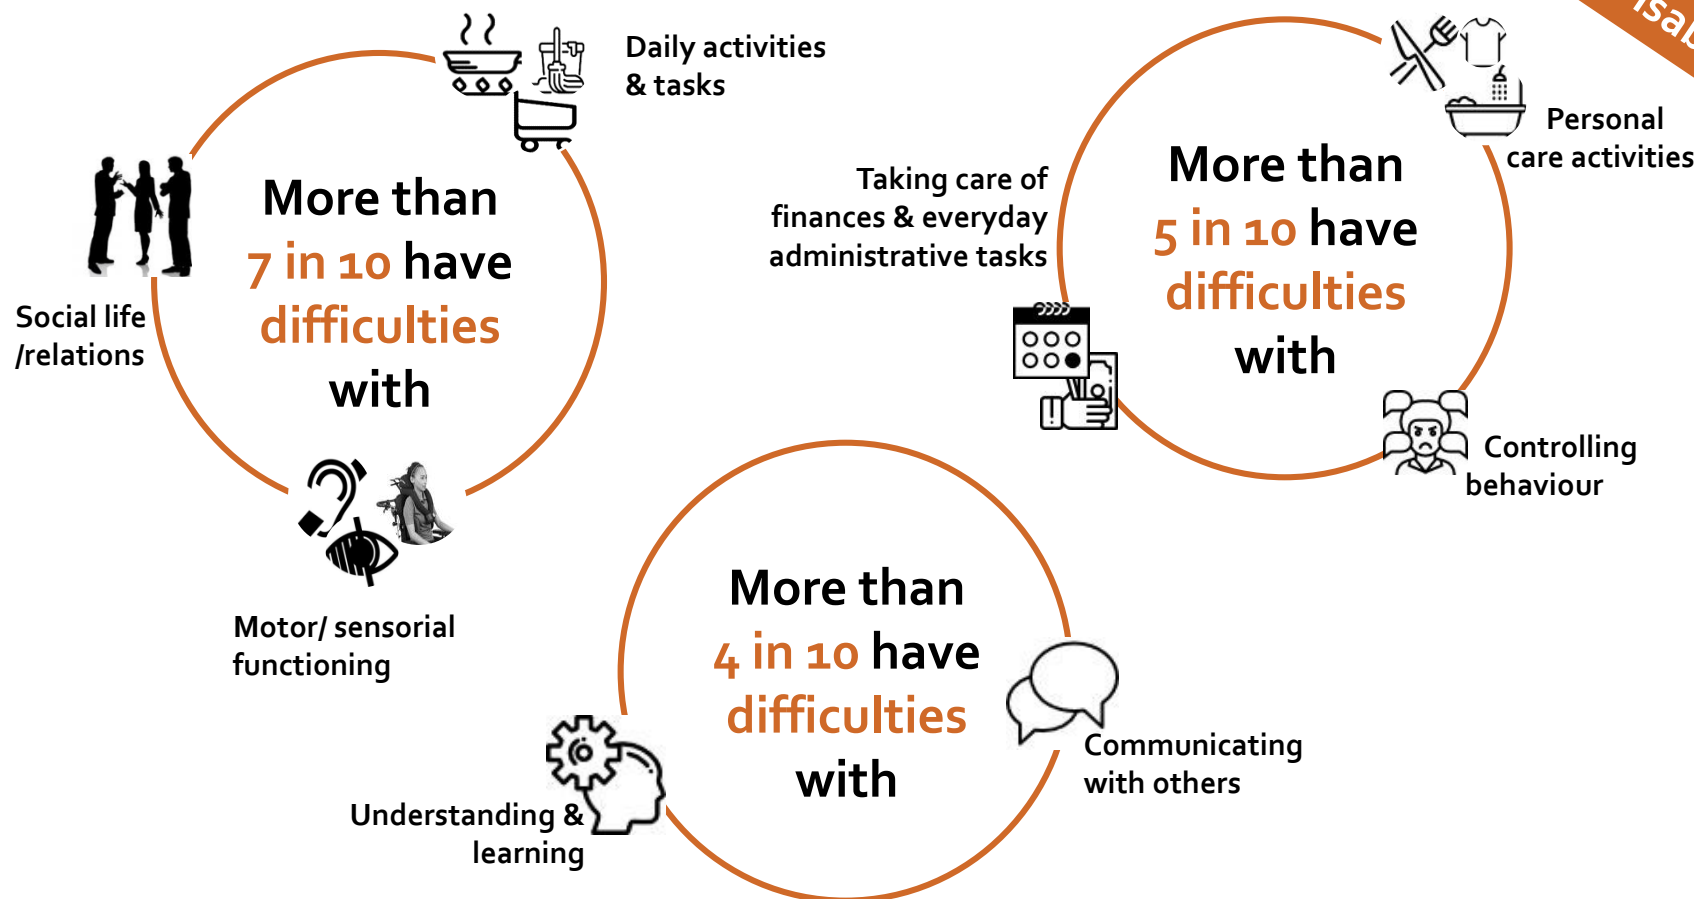 Daily activities
& tasks
More than
7 in 10 have
difficulties
with
Social life
/relations
Motor/ sensorial
functioning
Personal
care activities
Taking care of
finances & everyday
administrative tasks
More than
5 in 10 have
difficulties
with
Controlling
behaviour
More than
4 in 10 have
difficulties
with
Communicating
with others
Understanding &
learning